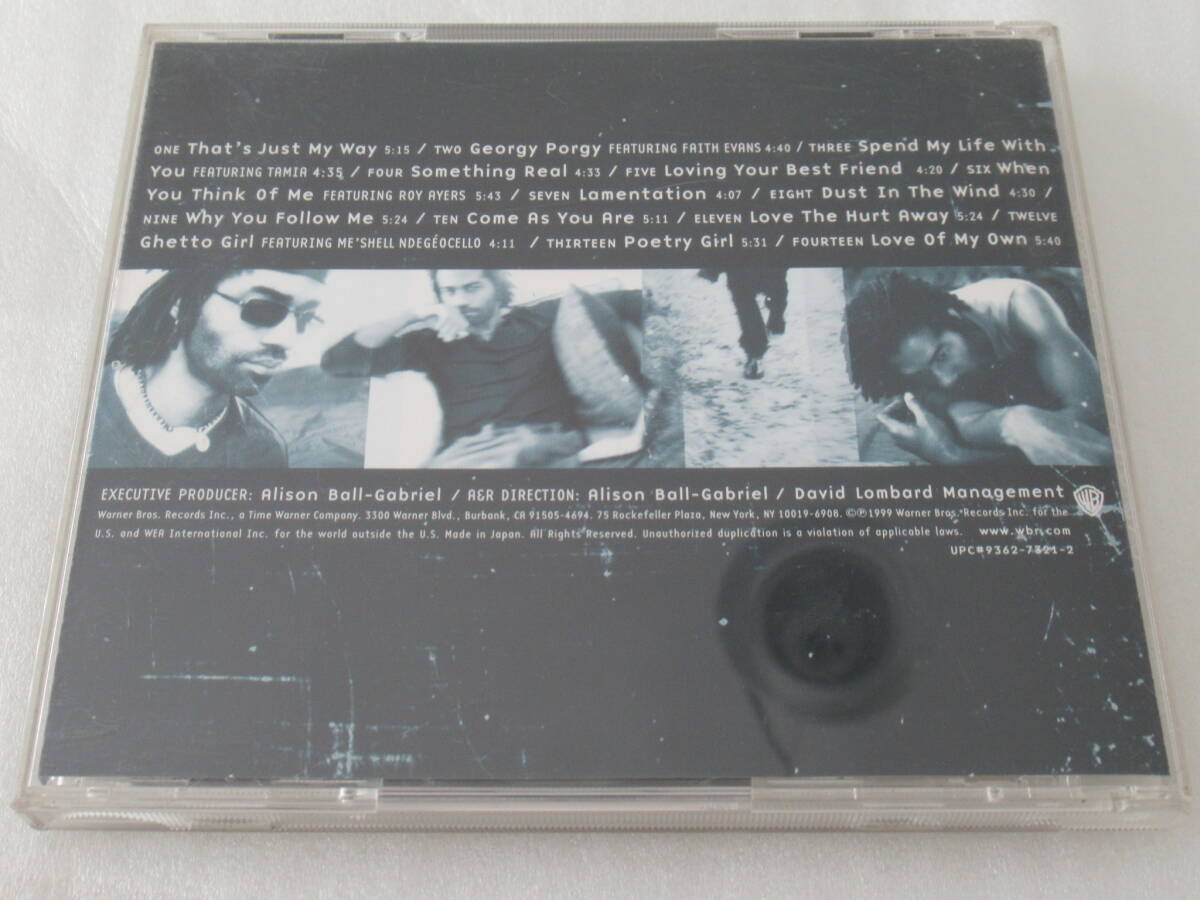 ONE That's Just My Way 5:15 / TWO Georgy Porgy FEATURING FAITH EVANS 4:40 / THREE Spend My Life With
You FEATURING TAMIA 4:35 / FOUR Something Real 4:33 / FIVE Loving Your Best Friend 4:20 / SIX When
You Think Of Me FEATURING ROY AYERS 5:43 / SEVEN Lamentation 4:07 / EIGHT Dust In The Wind 4:30 /
NINE Why You Follow Me 5:24 / TEN Come As You Are 5:11 / ELEVEN Love The Hurt Away 5:24 / TWELVE
Ghetto Girl FEATURING ME'SHELL NDEGÉOCELLO 4:11 / THIRTEEN Poetry Girl 5:31 / FOURTEEN Love Of My Own 5:40
EXECUTIVE PRODUCER: Alison Ball-Gabriel / A&R DIRECTION: Alison Ball-Gabriel / David Lombard Management
WB
Warner Bros. Records Inc., a Time Warner Company. 3300 Warner Blvd., Burbank, CA 91505-4694. 75 Rockefeller Plaza, New York, NY 10019-6908. ©℗1999 Warner Bros. Records Inc. for the
U.S. and WEA International Inc. for the world outside the U.S. Made in Japan. All Rights Reserved. Unauthorized duplication is a violation of applicable laws. www.wbr.com
UPC#9362-7321-2